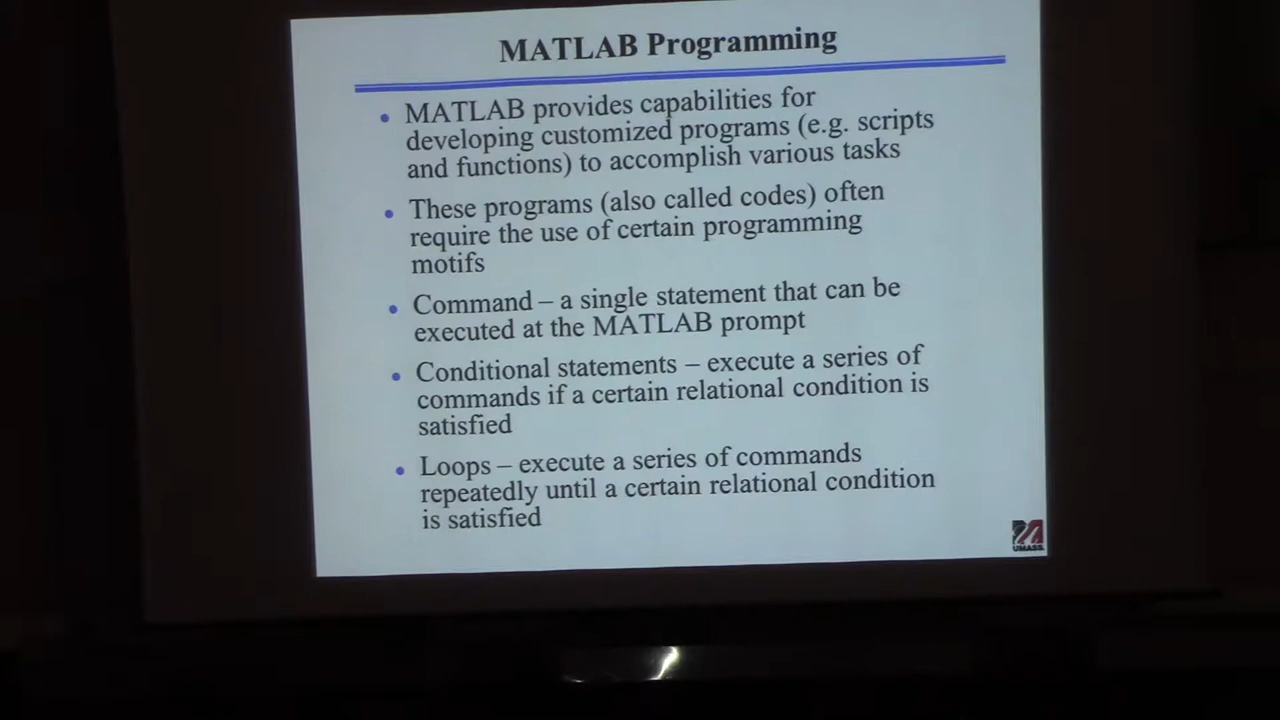 MATLAB Programming
• MATLAB provides capabilities for
developing customized programs (e.g. scripts
and functions) to accomplish various tasks
• These programs (also called codes) often
require the use of certain programming
motifs
• Command – a single statement that can be
executed at the MATLAB prompt
• Conditional statements – execute a series of
commands if a certain relational condition is
satisfied
• Loops – execute a series of commands
repeatedly until a certain relational condition
is satisfied
UMASS